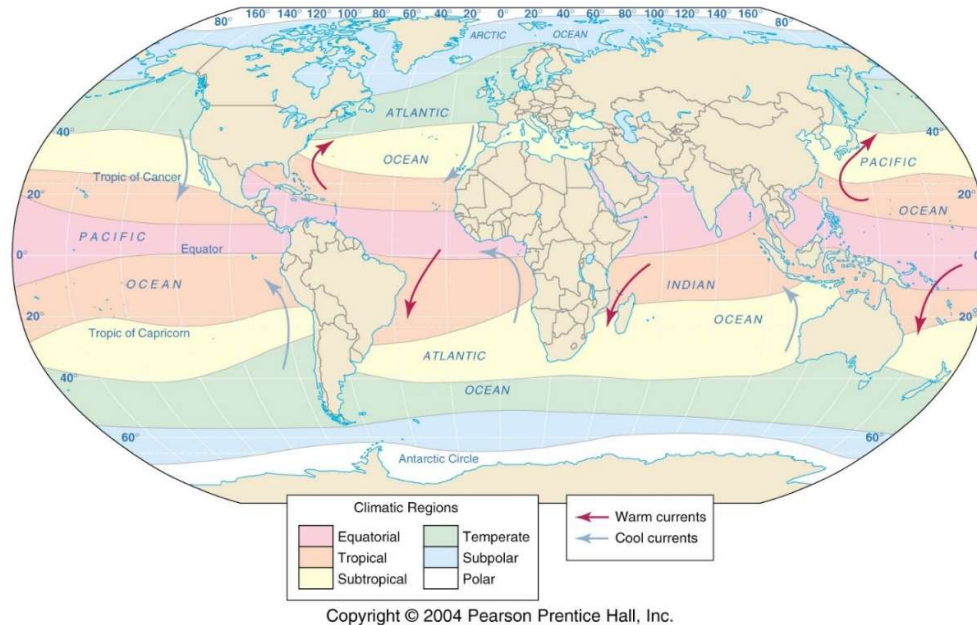 160° 140° 120° 100° 80° 60° 40° 20° 0° 20° 40° 60° 80° 100° 120° 140° 160°
80° 80°
ARCTIC OCEAN
ATLANTIC
40° 40°
OCEAN PACIFIC
Tropic of Cancer
20° 20°
OCEAN
PACIFIC Equator
0° 0°
OCEAN INDIAN
20° 20°
Tropic of Capricorn OCEAN
ATLANTIC
40° 40°
OCEAN
60° 60°
Antarctic Circle
Climatic Regions
Equatorial Temperate
Tropical Subpolar
Subtropical Polar
Warm currents
Cool currents
Copyright © 2004 Pearson Prentice Hall, Inc.